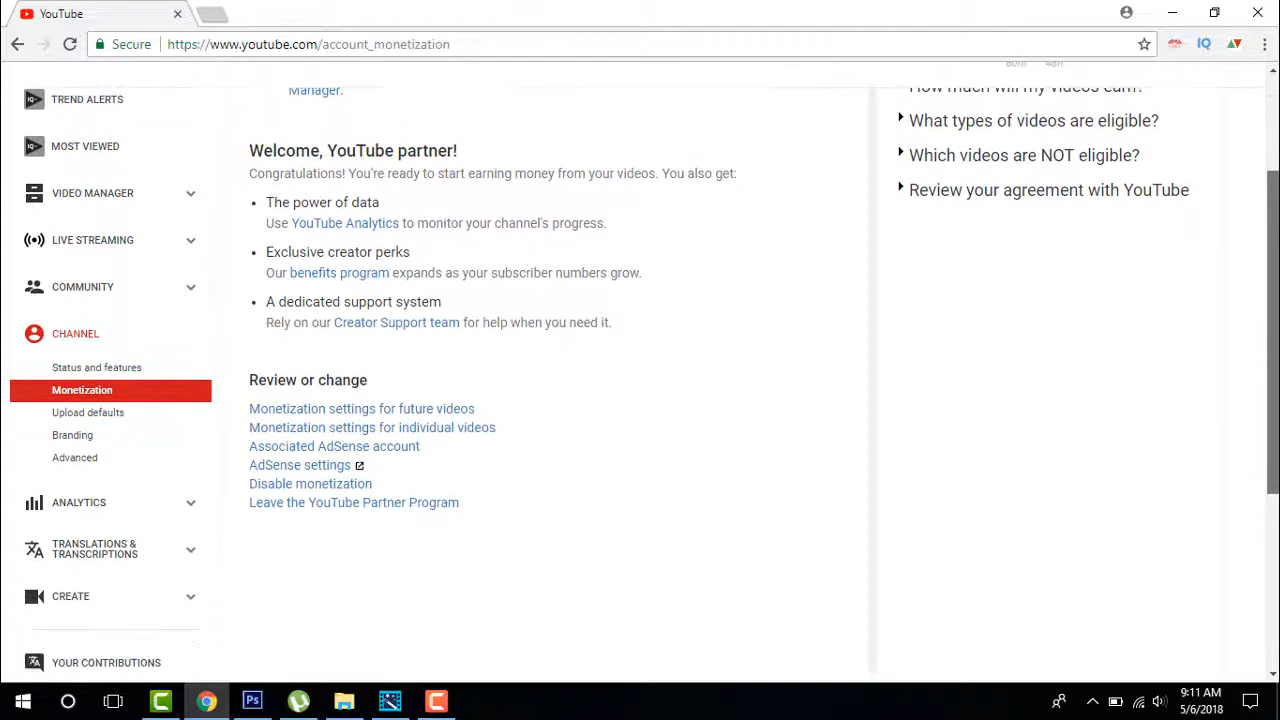 YouTube
Secure
https://www.youtube.com/account_monetization
IQ
TREND ALERTS
MOST VIEWED
VIDEO MANAGER
LIVE STREAMING
COMMUNITY
CHANNEL
Status and features
Monetization
Upload defaults
Branding
Advanced
ANALYTICS
TRANSLATIONS &
TRANSCRIPTIONS
CREATE
YOUR CONTRIBUTIONS
Manager.
Welcome, YouTube partner!
Congratulations! You're ready to start earning money from your videos. You also get:
The power of data
Use YouTube Analytics to monitor your channel's progress.
Exclusive creator perks
Our benefits program expands as your subscriber numbers grow.
A dedicated support system
Rely on our Creator Support team for help when you need it.
Review or change
Monetization settings for future videos
Monetization settings for individual videos
Associated AdSense account
AdSense settings
Disable monetization
Leave the YouTube Partner Program
How much will my videos earn?
What types of videos are eligible?
Which videos are NOT eligible?
Review your agreement with YouTube
Ps
9:11 AM
5/6/2018